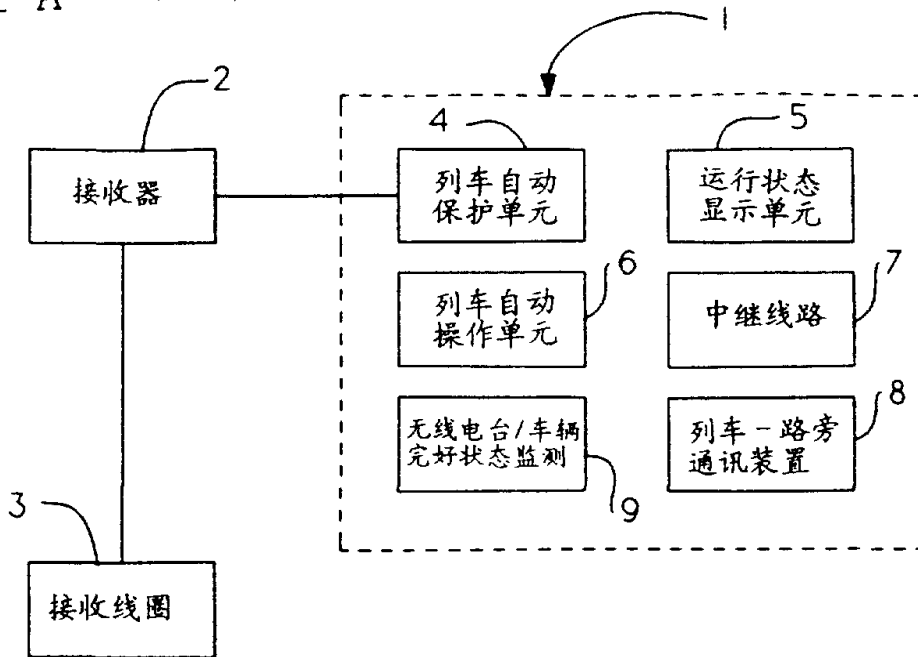 1
2
4
5
接收器
列车自动
保护单元
运行状态
显示单元
6
7
列车自动
操作单元
中继线路
8
无线电台/车辆
完好状态监测
列车-路旁
通讯装置
9
3
接收线圈